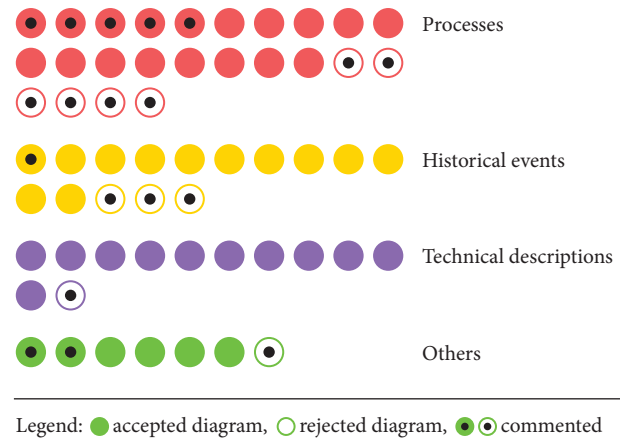 Processes
Historical events
Technical descriptions
Others
Legend: accepted diagram, rejected diagram, commented